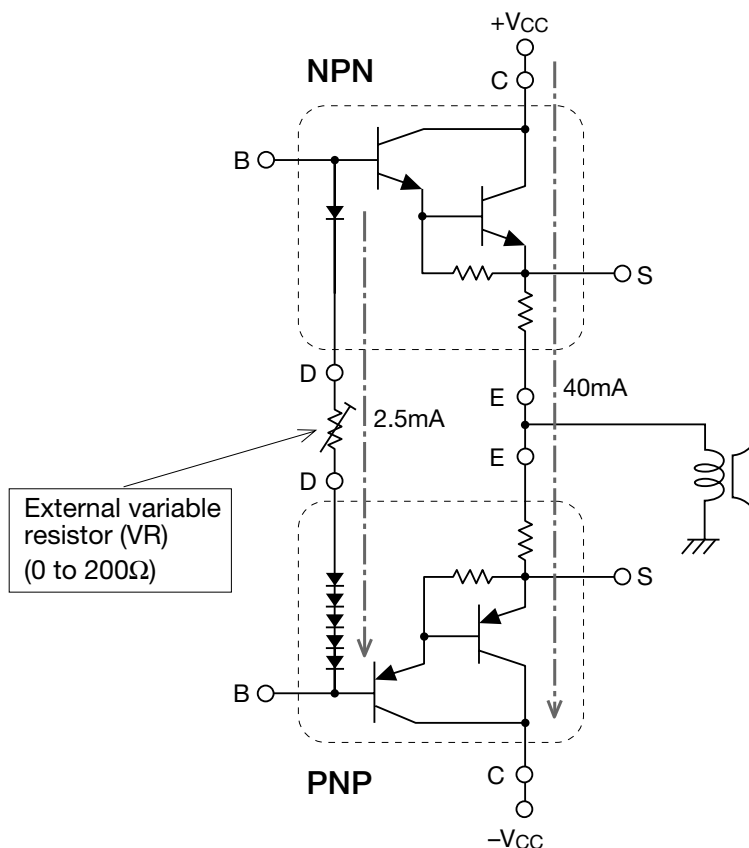 +VCC
C
NPN
B
S
D
2.5mA
E
40mA
E
D
External variable
resistor (VR)
(0 to 200Ω)
S
B
PNP
C
−VCC